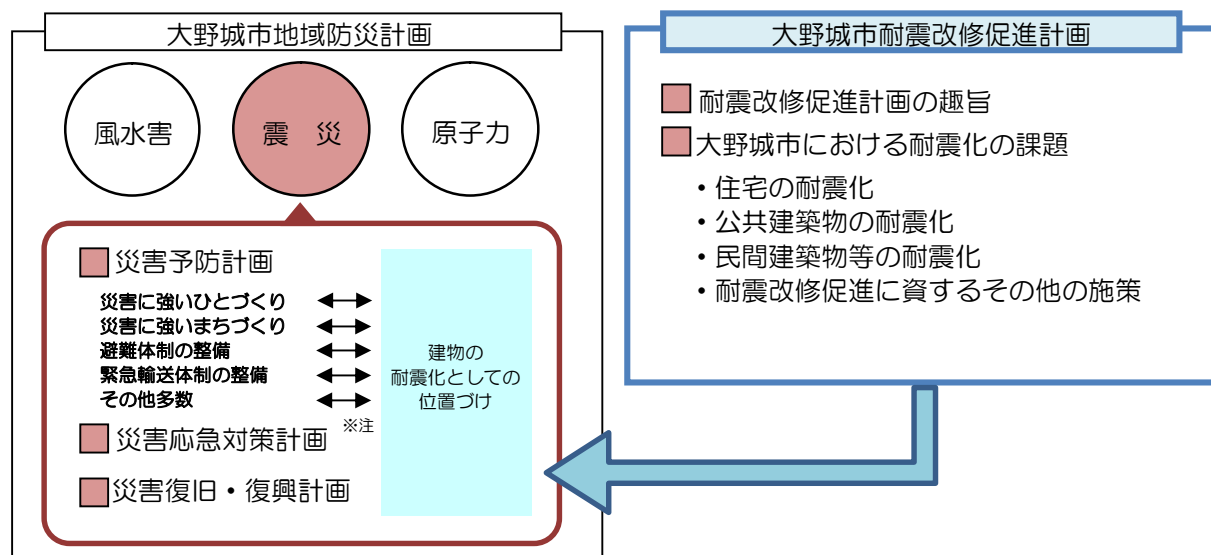 大野城市地域防災計画
風水害
震　災
原子力
災害予防計画
災害に強いひとづくり
災害に強いまちづくり
避難体制の整備
緊急輸送体制の整備
その他多数
※注
災害応急対策計画
災害復旧・復興計画
建物の
耐震化としての
位置づけ
大野城市耐震改修促進計画
耐震改修促進計画の趣旨
大野城市における耐震化の課題
・住宅の耐震化
・公共建築物の耐震化
・民間建築物等の耐震化
・耐震改修促進に資するその他の施策